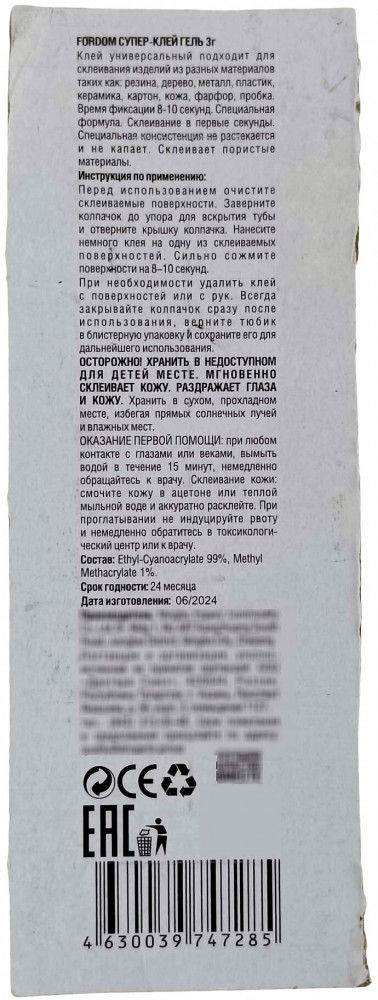 FORDOM СУПЕР-КЛЕЙ ГЕЛЬ 3г
Клей универсальный подходит для
склеивания изделий из разных материалов
таких как: резина, дерево, металл, пластик,
керамика, картон, кожа, фарфор, пробка.
Время фиксации 8-10 секунд. Специальная
формула. Склеивание в первые секунды.
Специальная консистенция не растекается
и не капает. Склеивает пористые
материалы.
Инструкция по применению:
Перед использованием очистите
склеиваемые поверхности. Заверните
колпачок до упора для вскрытия тубы
и отверните крышку колпачка. Нанесите
немного клея на одну из склеиваемых
поверхностей. Сильно сожмите
поверхности на 8–10 секунд.
При необходимости удалить клей
с поверхностей или с рук. Всегда
закрывайте колпачок сразу после
использования, верните тюбик
в блистерную упаковку и сохраните его для
дальнейшего использования.
ОСТОРОЖНО! ХРАНИТЬ В НЕДОСТУПНОМ
ДЛЯ ДЕТЕЙ МЕСТЕ. МГНОВЕННО
СКЛЕИВАЕТ КОЖУ. РАЗДРАЖАЕТ ГЛАЗА
И КОЖУ. Хранить в сухом, прохладном
месте, избегая прямых солнечных лучей
и влажных мест.
ОКАЗАНИЕ ПЕРВОЙ ПОМОЩИ: при любом
контакте с глазами или веками, вымыть
водой в течение 15 минут, немедленно
обращайтесь к врачу. Склеивание кожи:
смочите кожу в ацетоне или теплой
мыльной воде и аккуратно расклейте. При
проглатывании не индуцируйте рвоту
и немедленно обратитесь в токсикологи-
ческий центр или к врачу.
Состав: Ethyl-Cyanoacrylate 99%, Methyl
Methacrylate 1%.
Срок годности: 24 месяца
Дата изготовления: 06/2024
CE
EAC
4 630039 747285